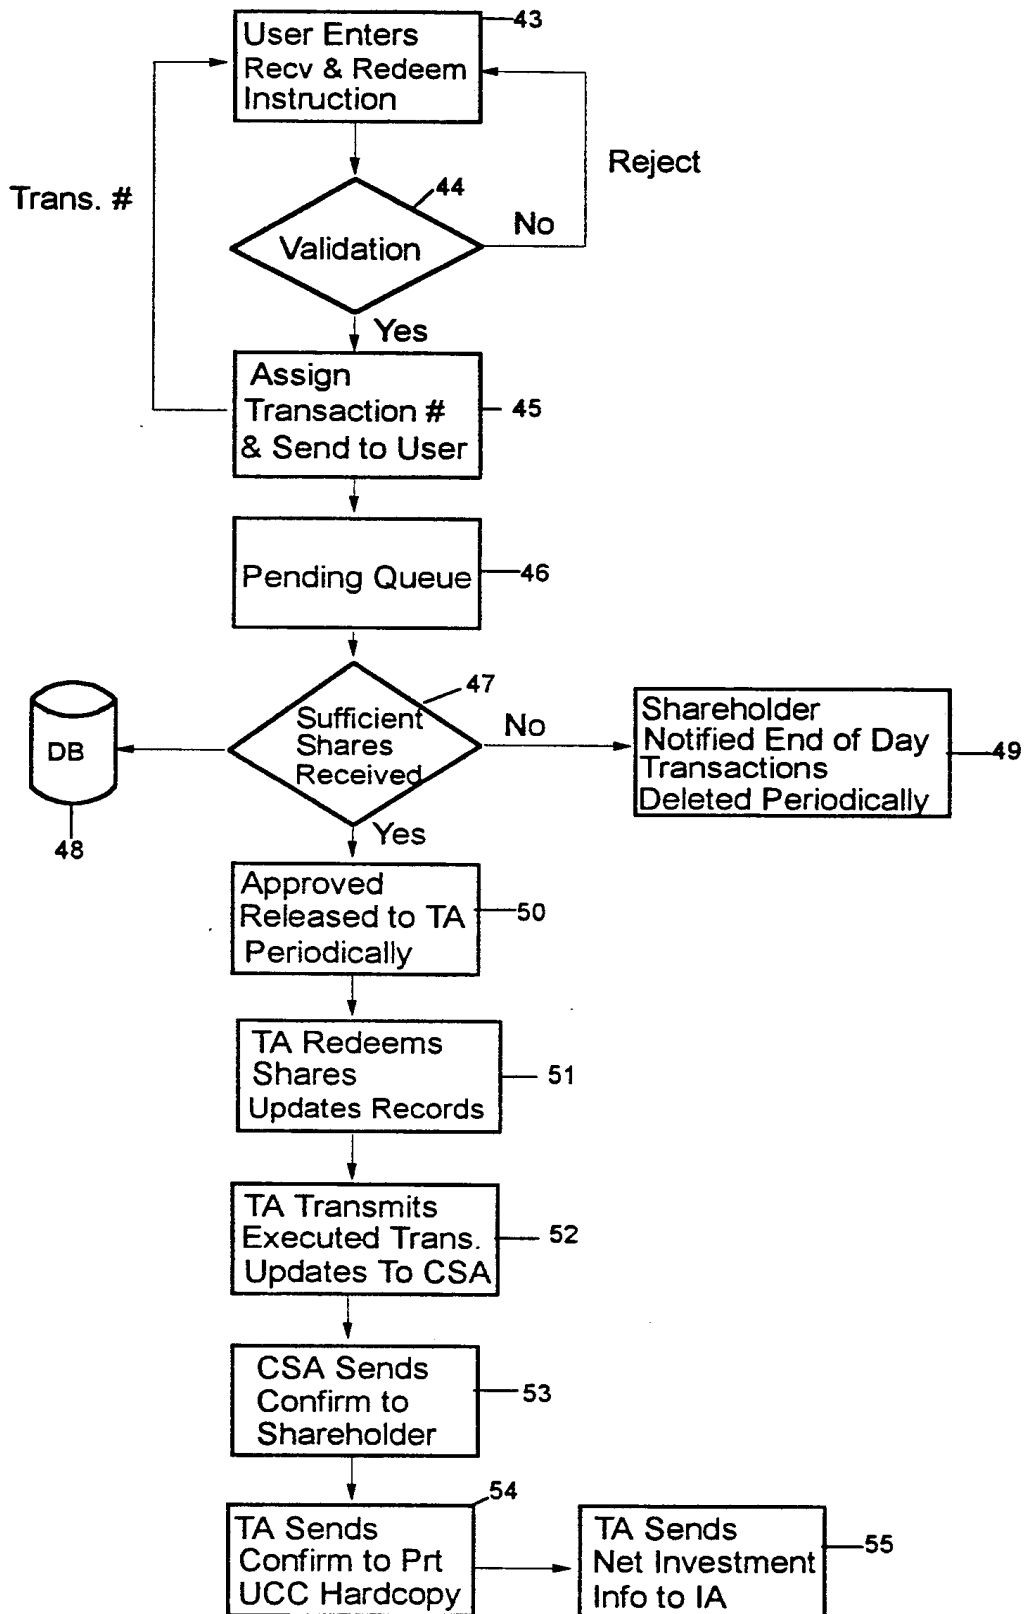 43
User Enters
Recv & Redeem
Instruction
Reject
Trans. #
44
No
Validation
Yes
Assign
Transaction #
& Send to User
45
Pending Queue
46
47
Sufficient
Shares
Received
No
DB
48
Shareholder
Notified End of Day
Transactions
Deleted Periodically
49
Yes
Approved
Released to TA
Periodically
50
TA Redeems
Shares
Updates Records
51
TA Transmits
Executed Trans.
Updates To CSA
52
CSA Sends
Confirm to
Shareholder
53
54
TA Sends
Confirm to Prt
UCC Hardcopy
TA Sends
Net Investment
Info to IA
55